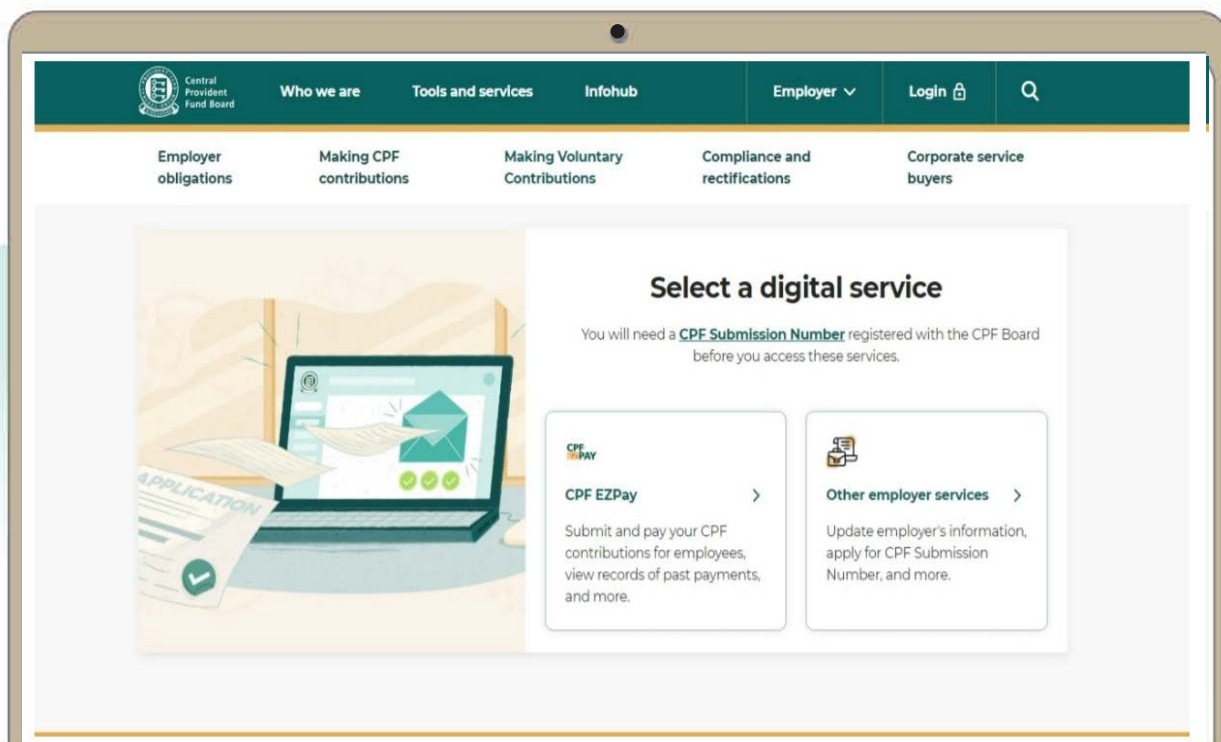 Central
Provident
Fund Board
Who we are
Tools and services
Infohub
Employer
Login
Employer
obligations
Making CPF
contributions
Making Voluntary
Contributions
Compliance and
rectifications
Corporate service
buyers
APPLICATION
Select a digital service
You will need a CPF Submission Number registered with the CPF Board
before you access these services.
CPF
EZPAY
CPF EZPay
Submit and pay your CPF
contributions for employees,
view records of past payments,
and more.
Other employer services
Update employer's information,
apply for CPF Submission
Number, and more.